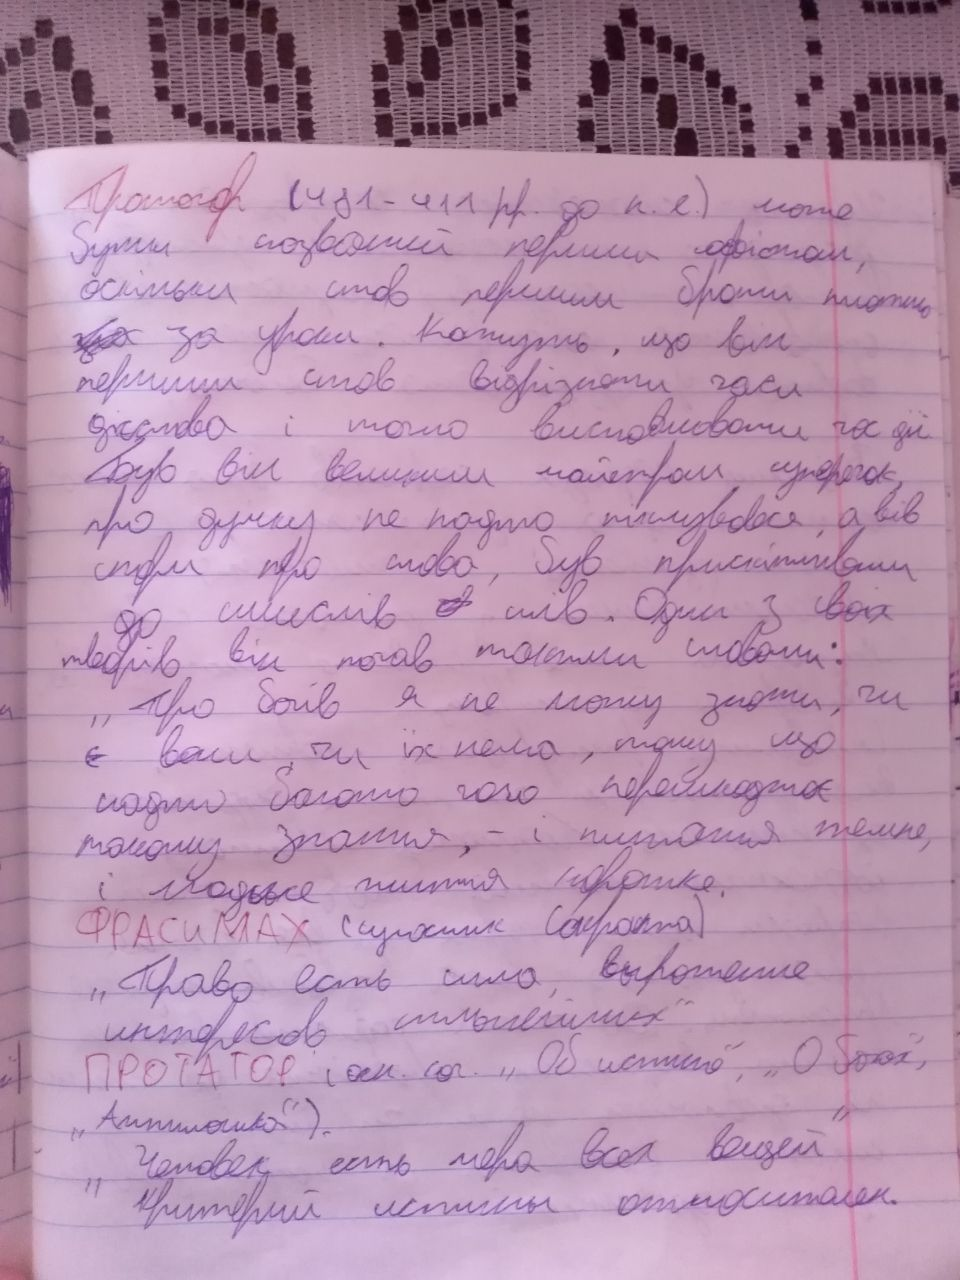 Протагор (481-411 рр. до н. е.) може
бути названий першим софістом,
оскільки став першим брати платню
за уроки. Кажуть, що він
першим став відрізняти часи
дієслова і точно висловлювати час дії
Був він великим майстром суперечок,
про думку не надто піклувався, а вів
спори про слова, був прискіпливим
до смислів слів. Один з своїх
творів він почав такими словами:
„Про богів я не можу знати, чи
є вони, чи їх нема, тому що
надто багато чого перешкоджає
такому знання, - і питання темне,
і людське життя коротке.
ФРАСИМАХ (сучасник Сократа)
„Право есть сила, выражение
интересов сильнейших"
ПРОТАГОР (осн. соч. „Об истине", „О богах",
„Антилогии").
„Человек есть мера всех вещей"
Критерий истины относителен.